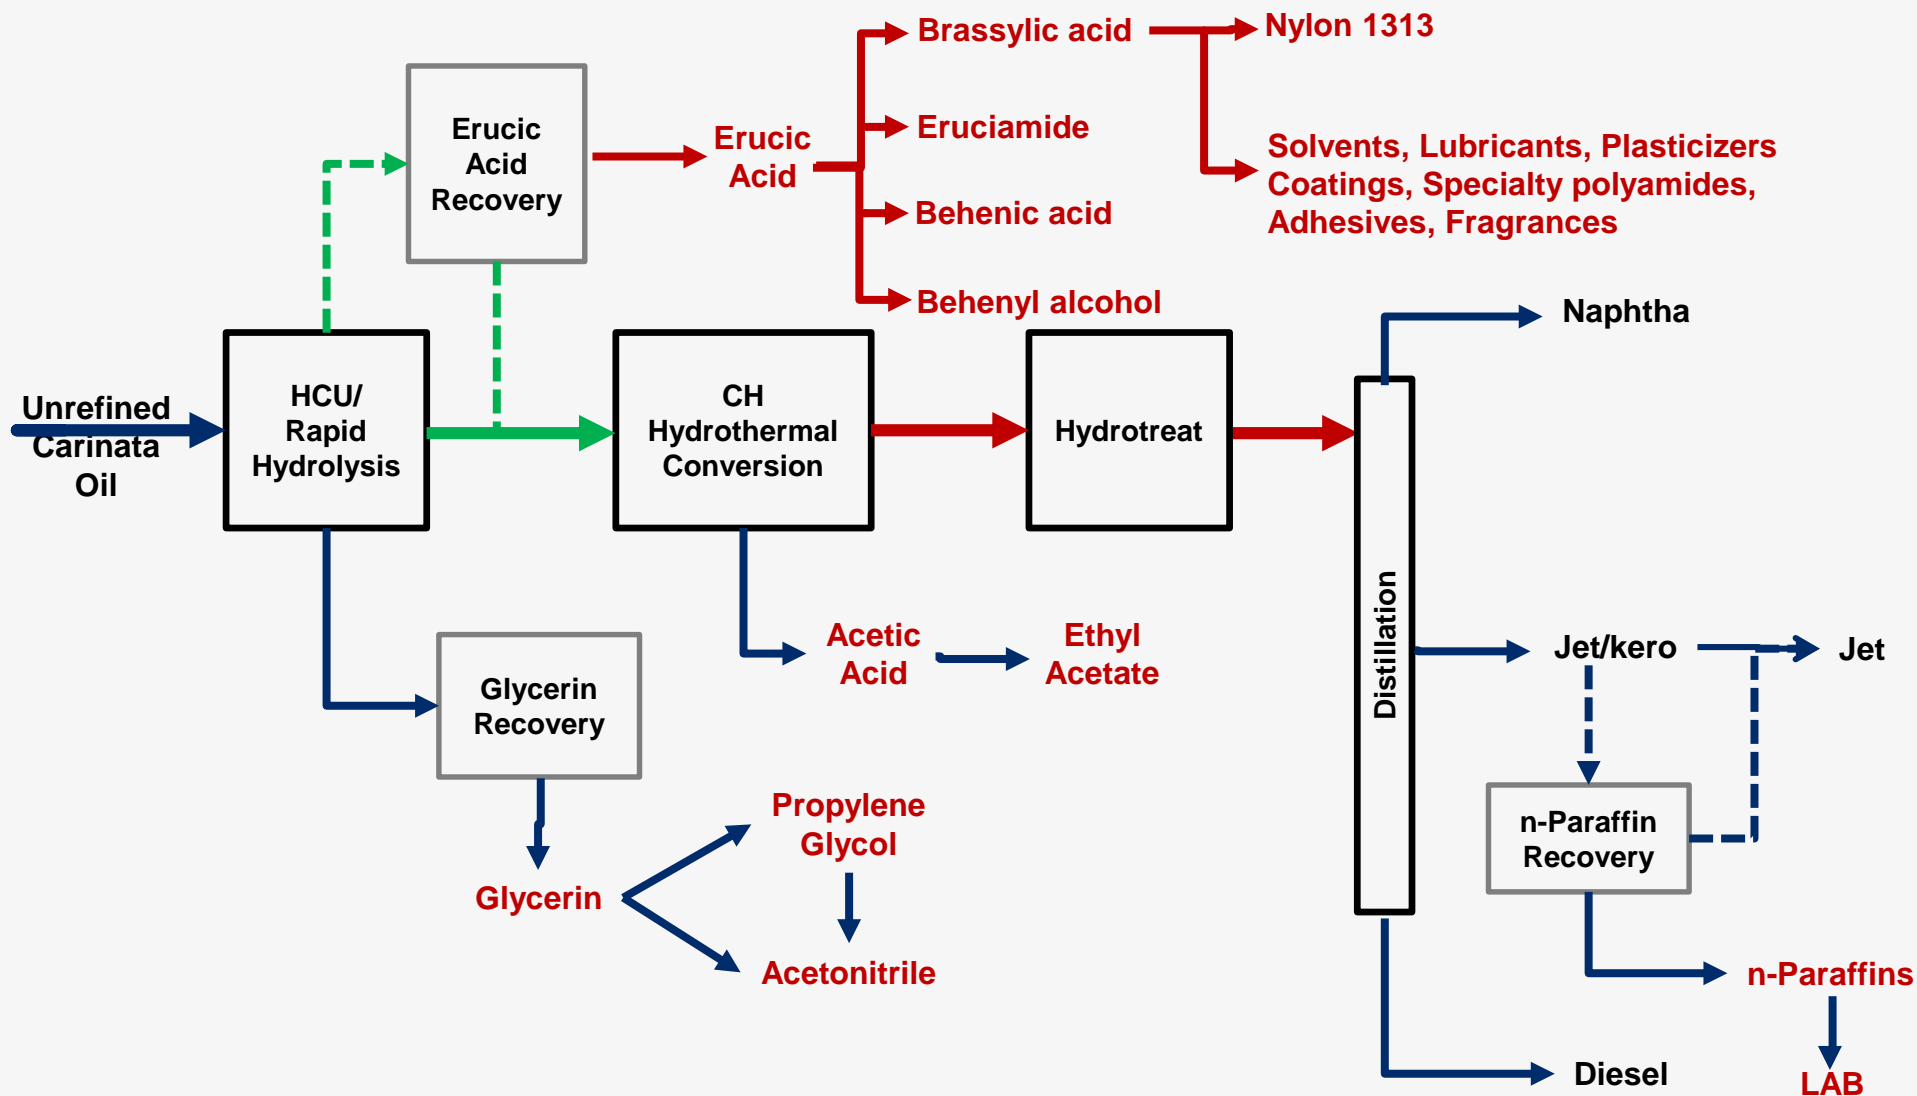 Brassylic acid
Nylon 1313
Erucic
Acid
Recovery
Erucic
Acid
Eruciamide
Solvents, Lubricants, Plasticizers
Coatings, Specialty polyamides,
Adhesives, Fragrances
Behenic acid
Behenyl alcohol
Naphtha
Unrefined
Carinata
Oil
HCU/
Rapid
Hydrolysis
CH
Hydrothermal
Conversion
Hydrotreat
Distillation
Glycerin
Recovery
Acetic
Acid
Ethyl
Acetate
Jet/kero
Jet
Propylene
Glycol
n-Paraffin
Recovery
Glycerin
Acetonitrile
n-Paraffins
Diesel
LAB